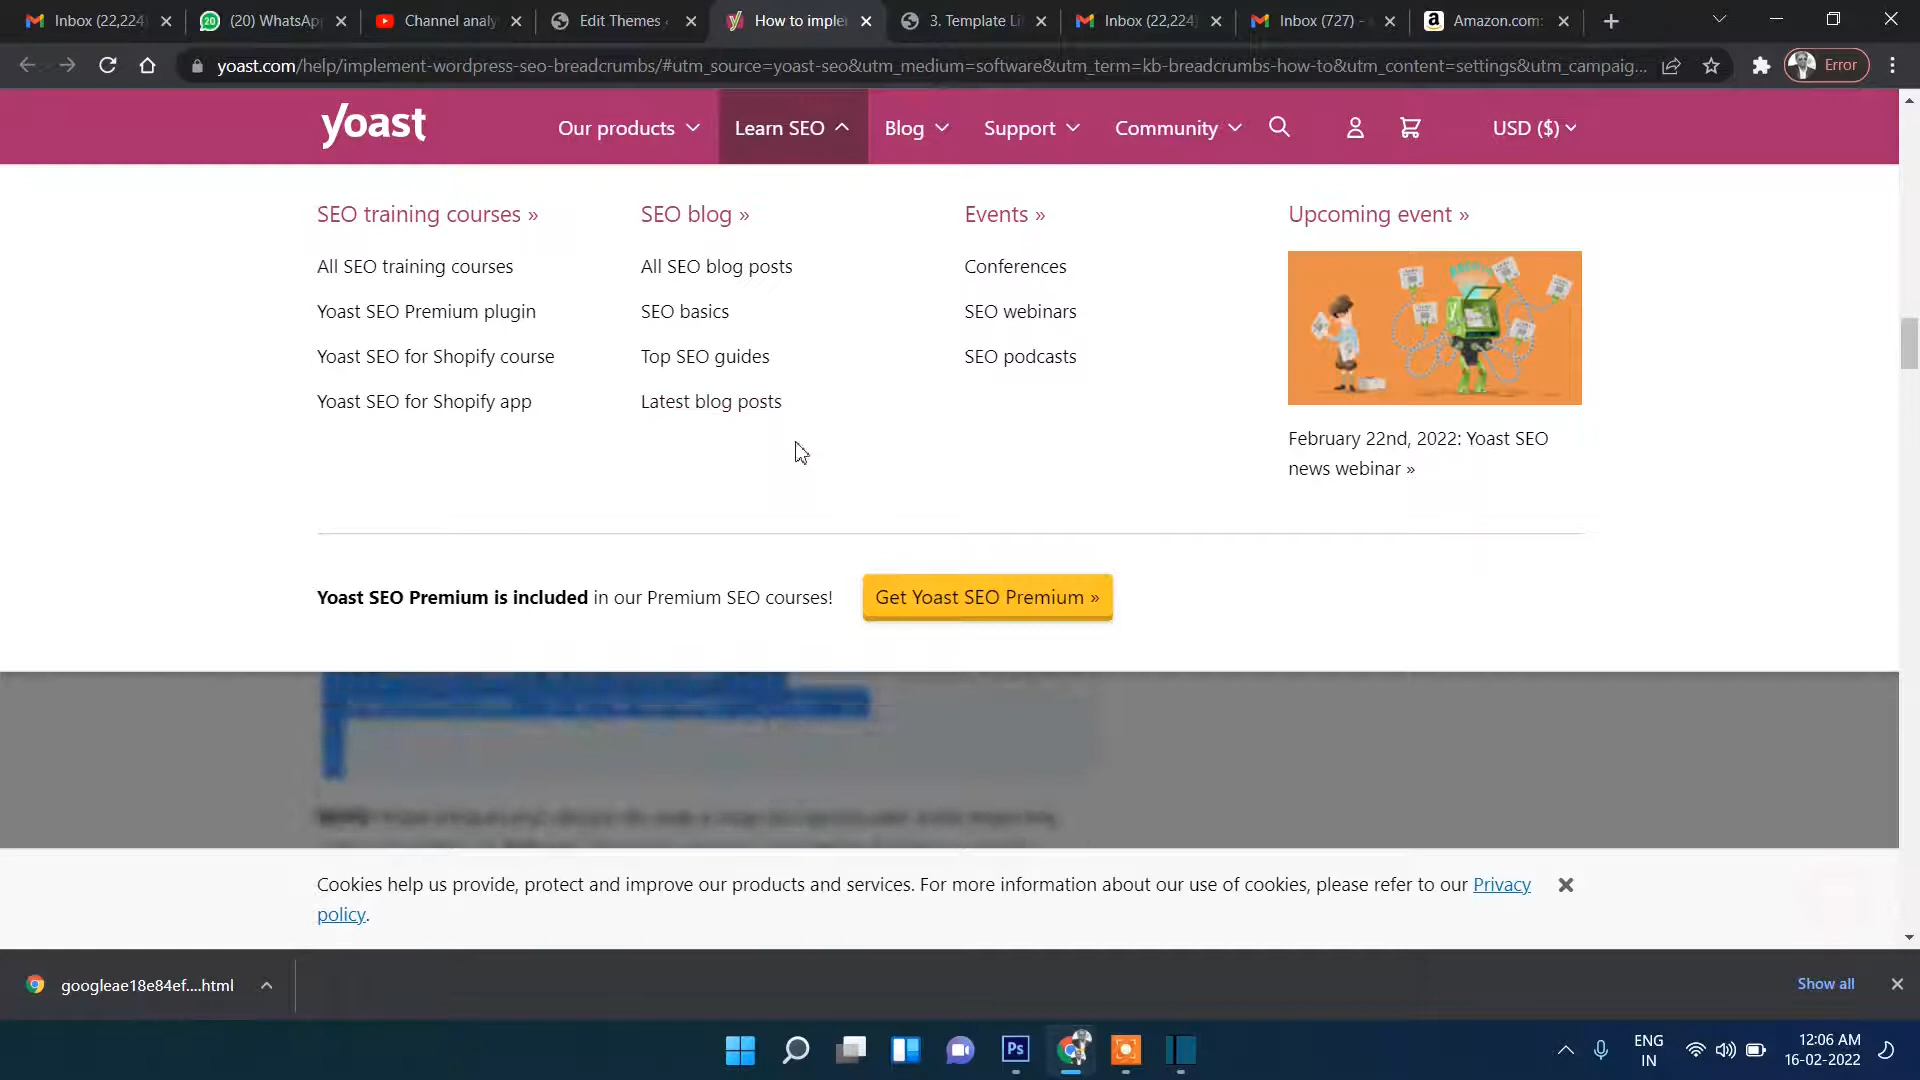 Inbox (22,224
(20) WhatsAp
Channel analy
Edit Themes
How to imple
3. Template Li
Inbox (22,224
Inbox (727) -
Amazon.com:
yoast.com/help/implement-wordpress-seo-breadcrumbs/#utm_source=yoast-seo&utm_medium=software&utm_term=kb-breadcrumbs-how-to&utm_content=settings&utm_campaig...
Error
yoast
Our products
Learn SEO
Blog
Support
Community
USD ($)
SEO training courses »
All SEO training courses
Yoast SEO Premium plugin
Yoast SEO for Shopify course
Yoast SEO for Shopify app
SEO blog »
All SEO blog posts
SEO basics
Top SEO guides
Latest blog posts
Events »
Conferences
SEO webinars
SEO podcasts
Upcoming event »
February 22nd, 2022: Yoast SEO
news webinar »
Yoast SEO Premium is included in our Premium SEO courses!
Get Yoast SEO Premium »
Cookies help us provide, protect and improve our products and services. For more information about our use of cookies, please refer to our Privacy
policy.
googleae18e84ef....html
Show all
Ps
ENG
IN
12:06 AM
16-02-2022